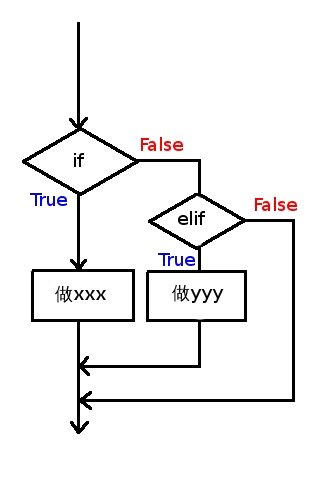 if
False
True
elif
False
True
做xxx
做yyy